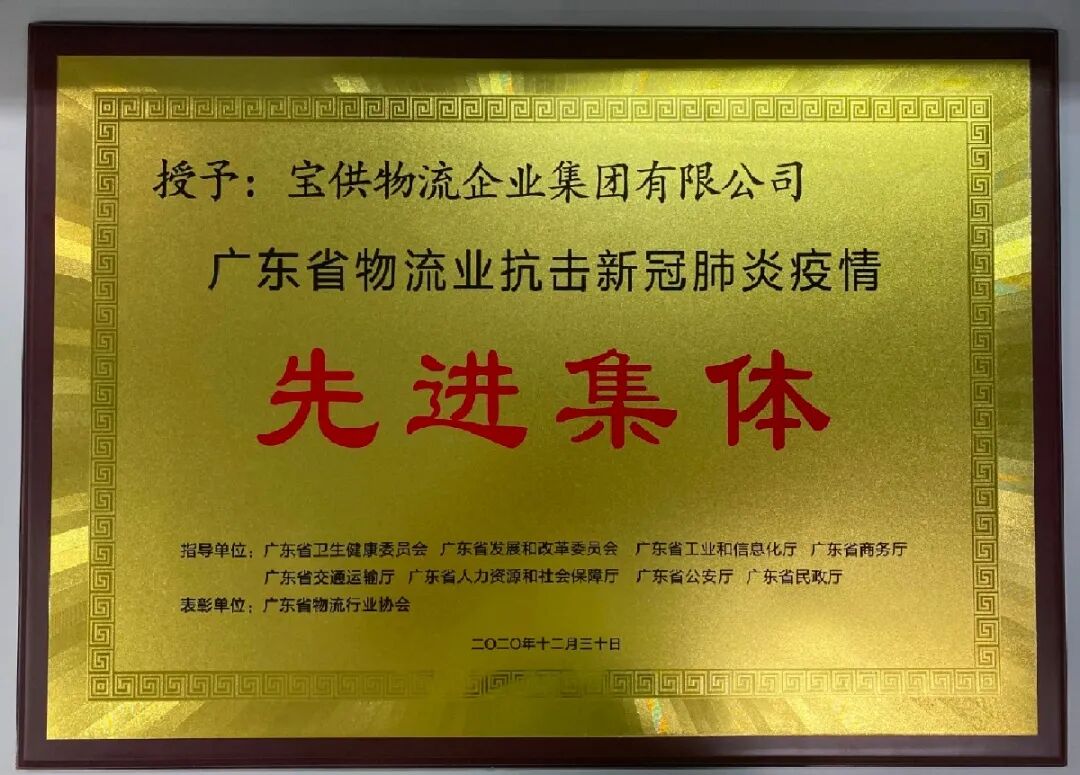 授予：宝供物流企业集团有限公司
广东省物流业抗击新冠肺炎疫情
先进集体
指导单位：广东省卫生健康委员会 广东省发展和改革委员会 广东省工业和信息化厅 广东省商务厅
广东省交通运输厅 广东省人力资源和社会保障厅 广东省公安厅 广东省民政厅
表彰单位：广东省物流行业协会
二〇二〇年十二月三十日